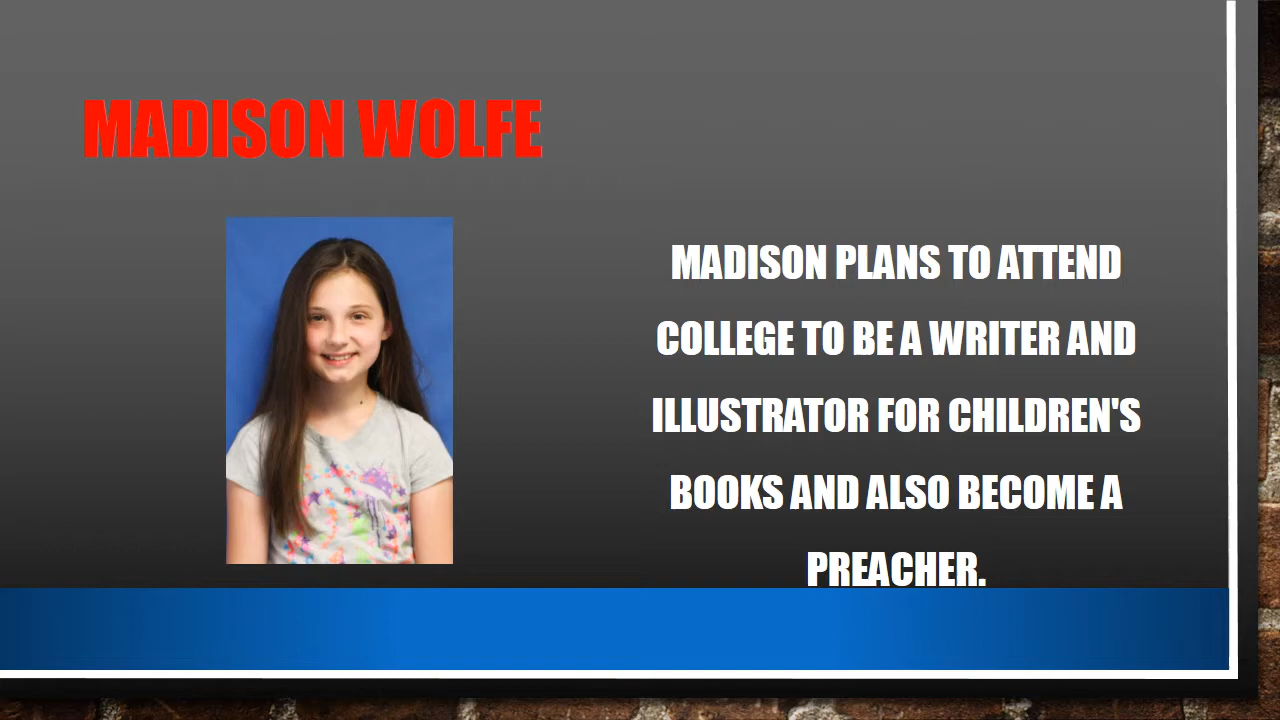 MADISON WOLFE
MADISON PLANS TO ATTEND
COLLEGE TO BE A WRITER AND
ILLUSTRATOR FOR CHILDREN'S
BOOKS AND ALSO BECOME A
PREACHER.